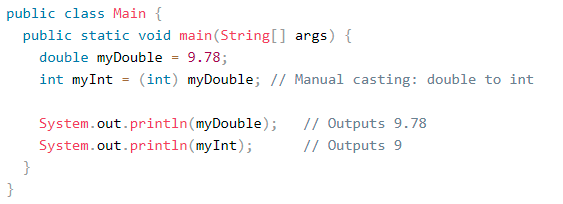 public class Main {
  public static void main(String[] args) {
    double myDouble = 9.78;
    int myInt = (int) myDouble; // Manual casting: double to int

    System.out.println(myDouble);   // Outputs 9.78
    System.out.println(myInt);      // Outputs 9
  }
}